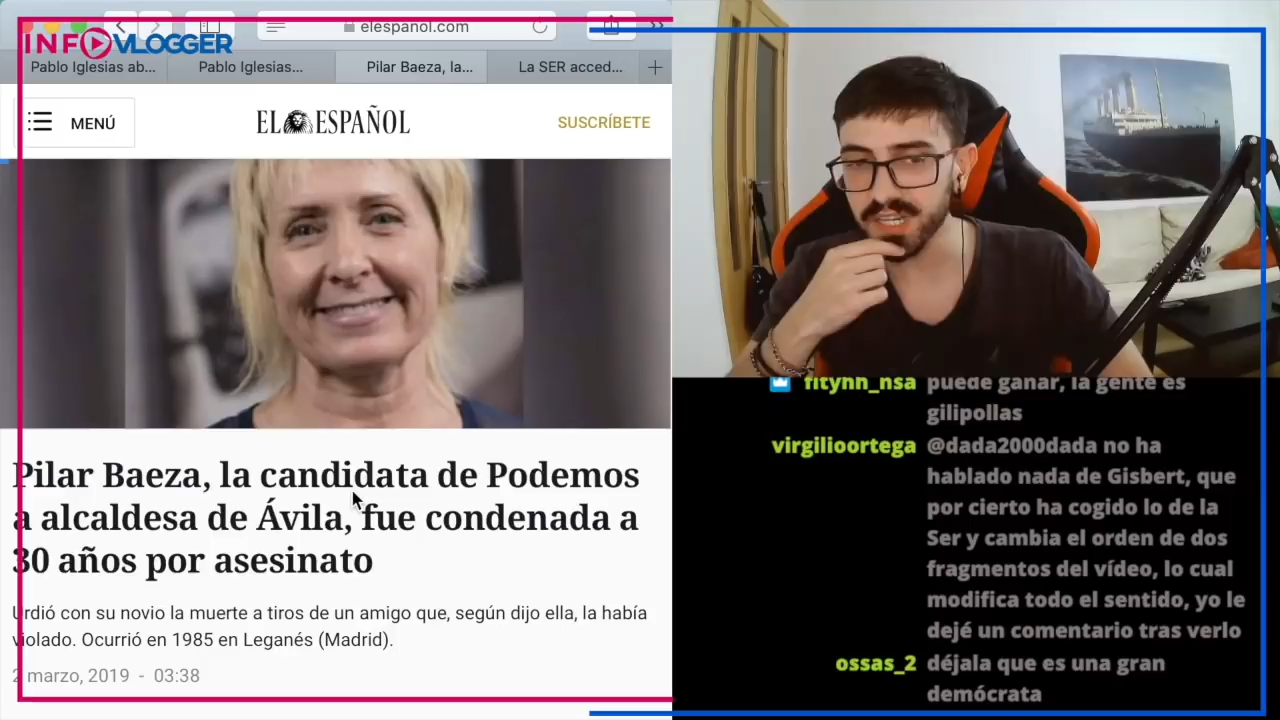 INFOVLOGGER
elespanol.com
Pablo Iglesias ab...
Pablo Iglesias...
Pilar Baeza, la...
La SER acced...
MENÚ
EL ESPAÑOL
SUSCRÍBETE
Pilar Baeza, la candidata de Podemos
a alcaldesa de Ávila, fue condenada a
30 años por asesinato
Urdió con su novio la muerte a tiros de un amigo que, según dijo ella, la había
violado. Ocurrió en 1985 en Leganés (Madrid).
2 marzo, 2019 - 03:38
fitynn_nsa puede ganar, la gente es
gilipollas
virgilioortega @dada2000dada no ha
hablado nada de Gisbert, que
por cierto ha cogido lo de la
Ser y cambia el orden de dos
fragmentos del vídeo, lo cual
modifica todo el sentido, yo le
dejé un comentario tras verlo
ossas_2 déjala que es una gran
demócrata